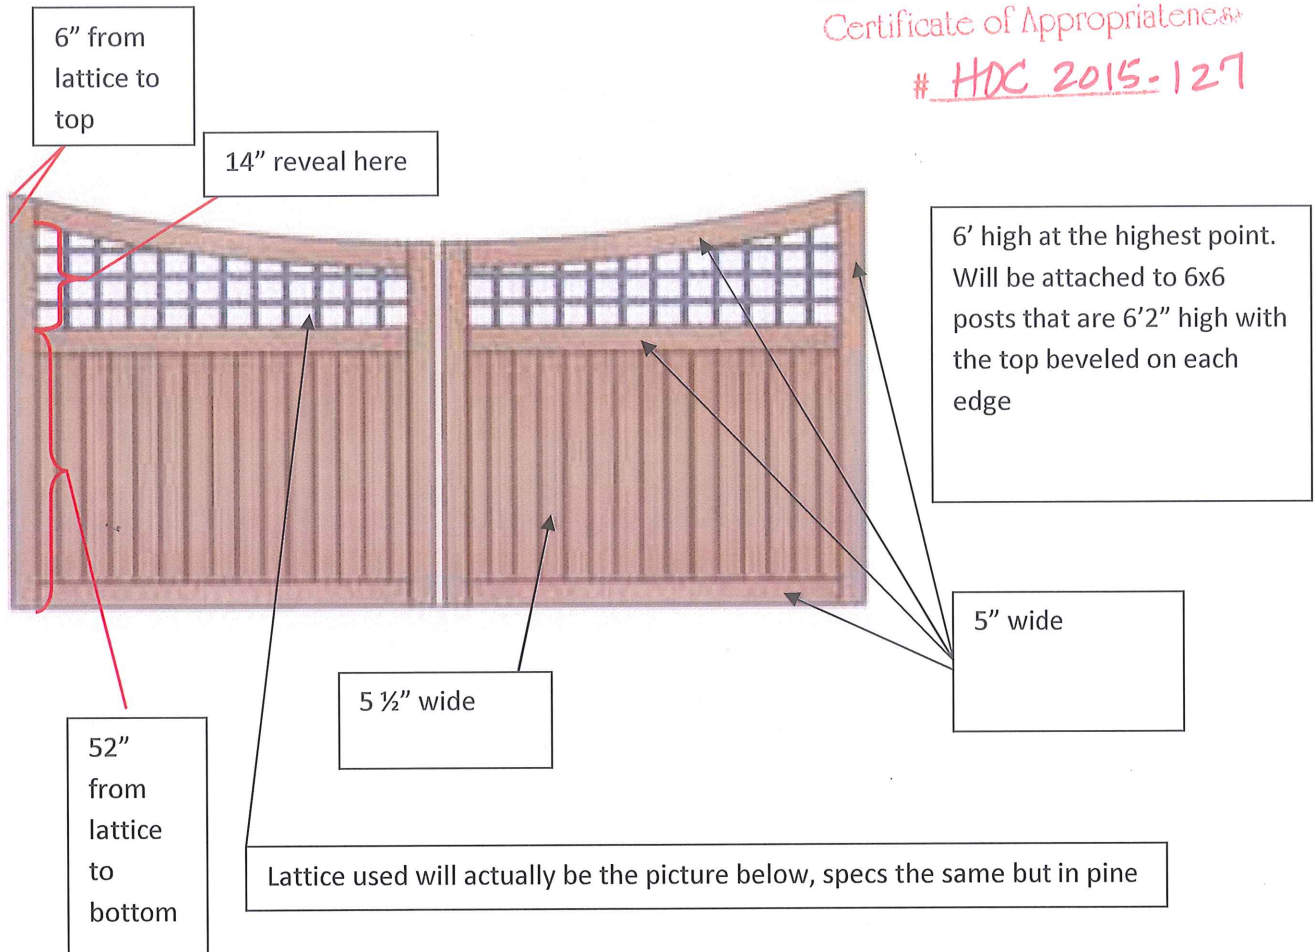 6” from
lattice to
top
Certificate of Appropriateness
# HDC 2015-127
14” reveal here
6’ high at the highest point.
Will be attached to 6x6
posts that are 6’2” high with
the top beveled on each
edge
5” wide
5 ½” wide
52”
from
lattice
to
bottom
Lattice used will actually be the picture below, specs the same but in pine